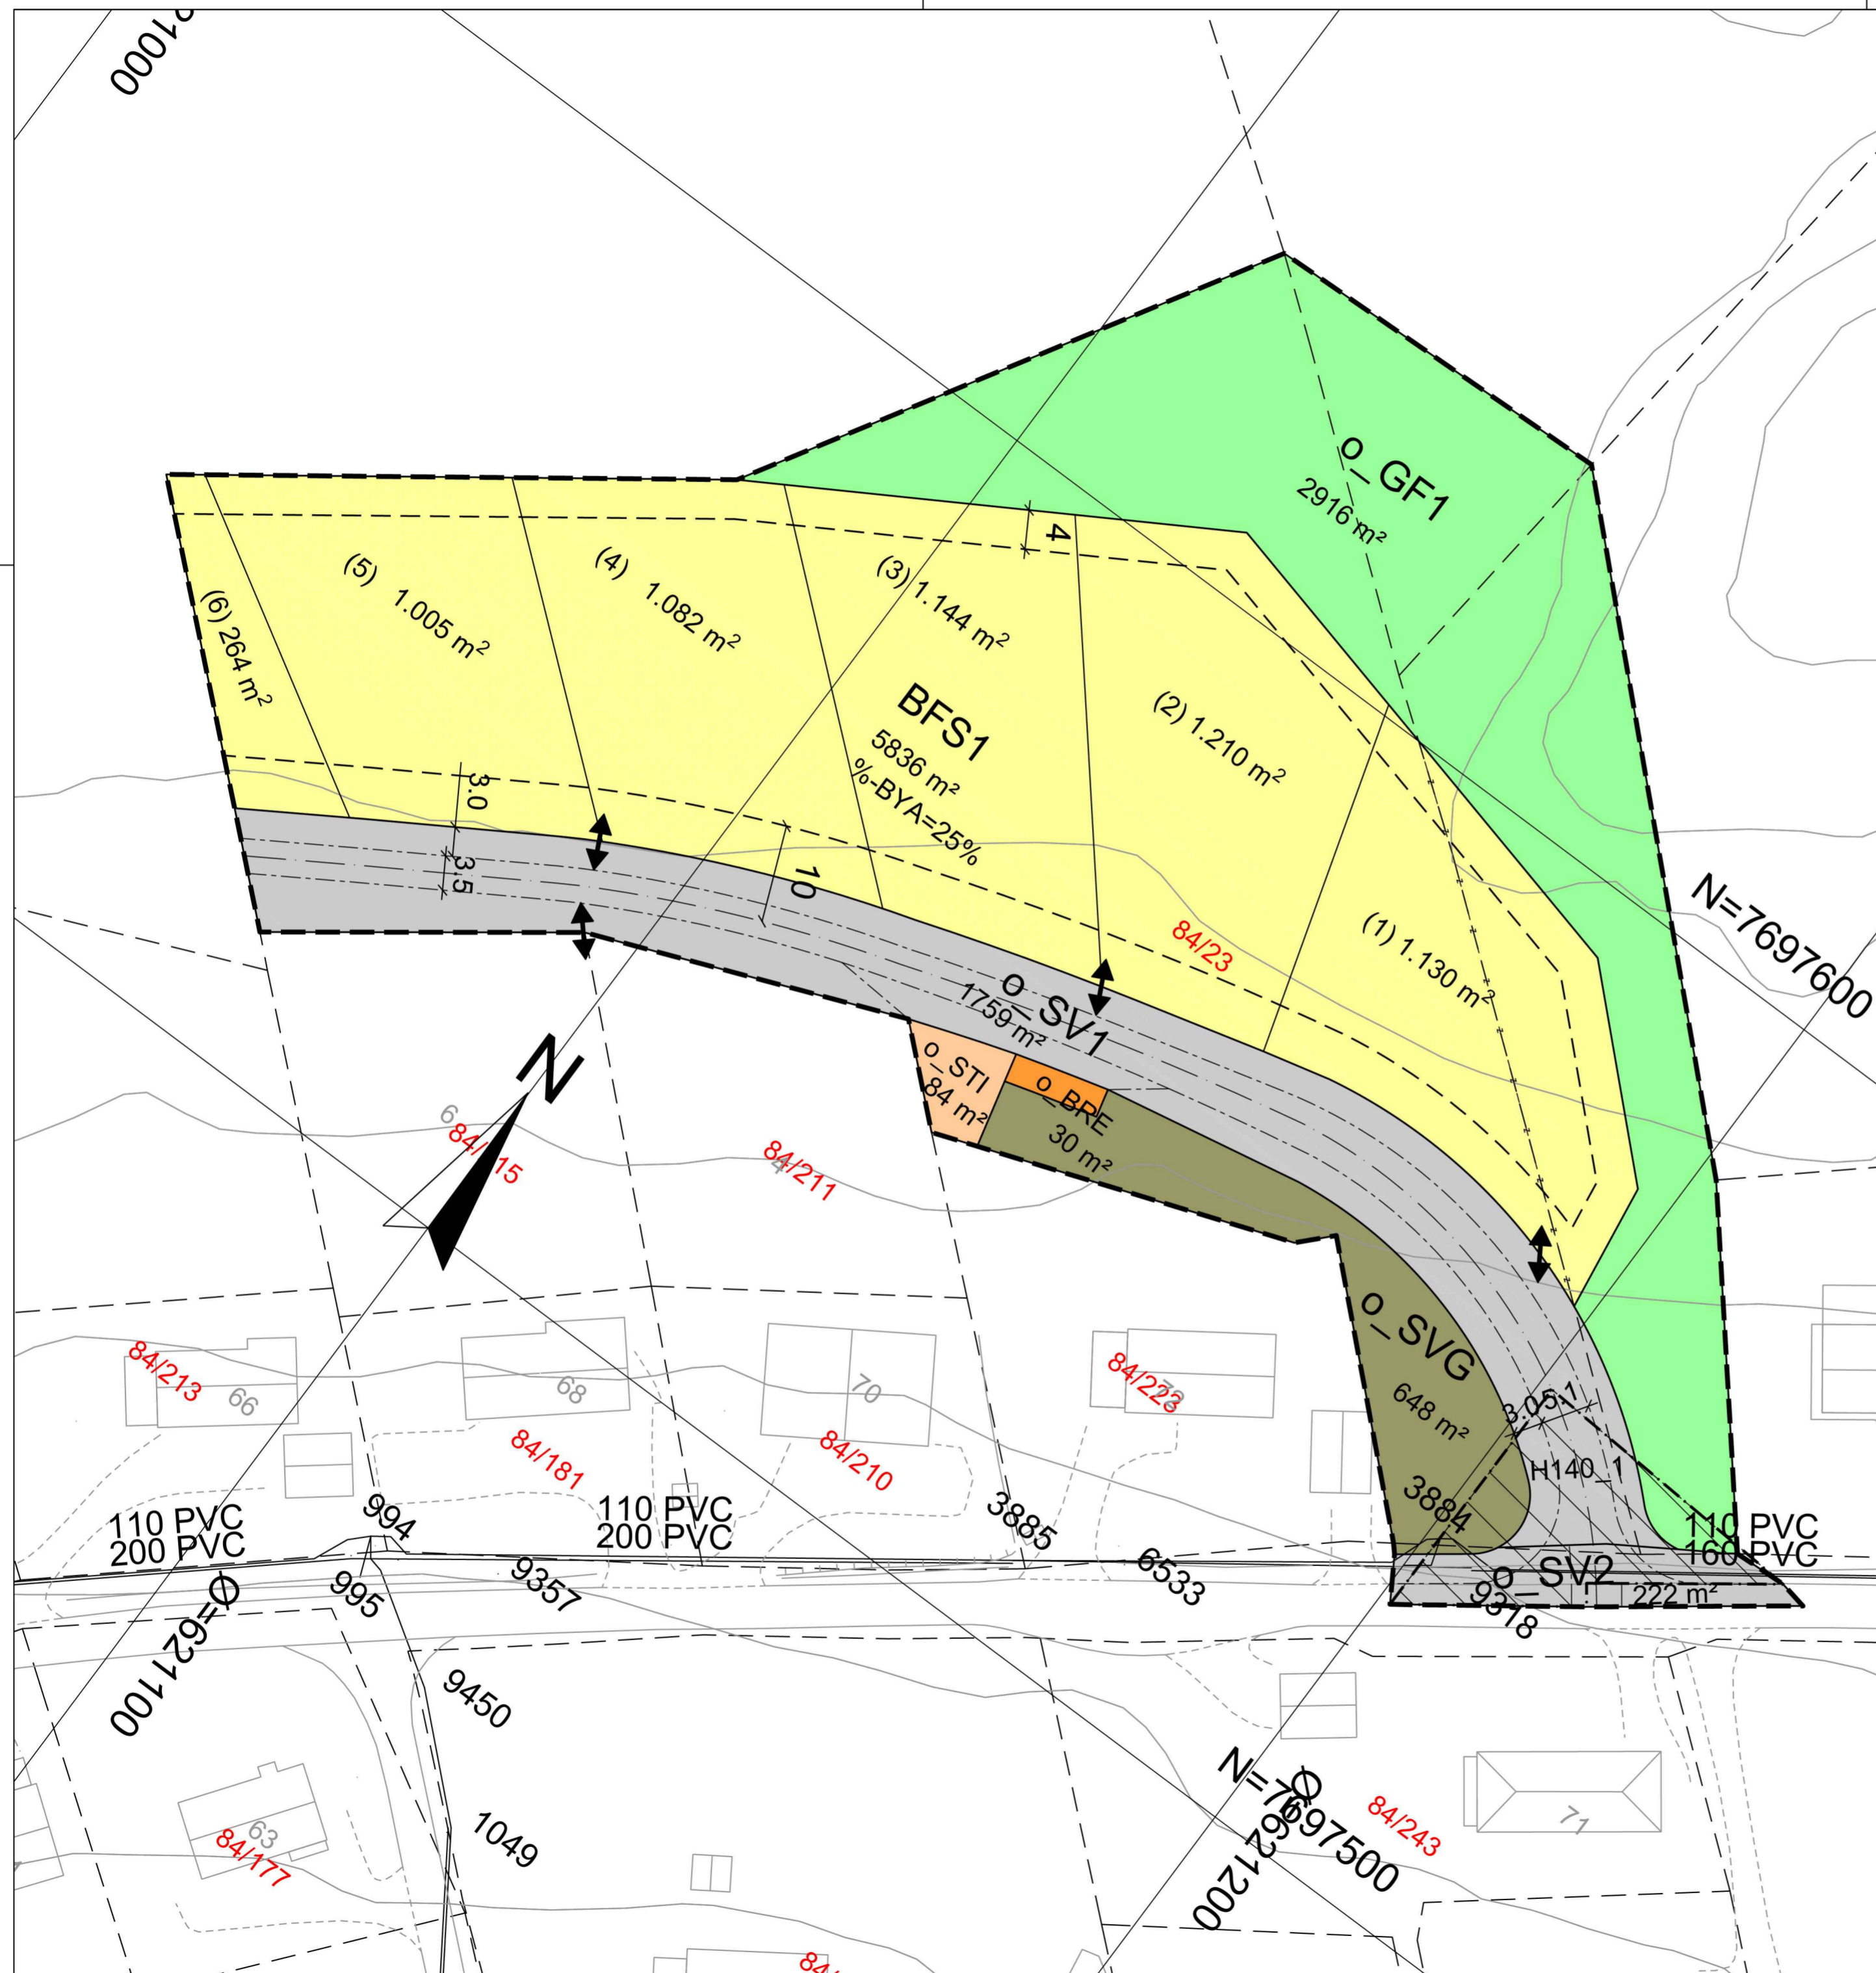 o_GF1
2916 m²
4
(5) 1.005 m²
(4) 1.082 m²
(3) 1.144 m²
(6) 264 m²
BFS1
5836 m²
%-BYA=25%
(2) 1.210 m²
3.0
3.5
10
84/23
(1) 1.130 m²
N=7697600
o_SV1
1759 m²
N
o_STI
84 m²
o_BRE
30 m²
6
84/211
4
o_SVG
648 m²
84/213
66
68
70
84/223
84/181
84/210
3.0
5.1
H140_1
3884
110 PVC
200 PVC
994
110 PVC
200 PVC
3885
110 PVC
160 PVC
995
9357
6533
o_SV2
222 m²
9318
Ø=621100
9450
N=7697500
Ø=621200
84/243
71
63
84/177
1049